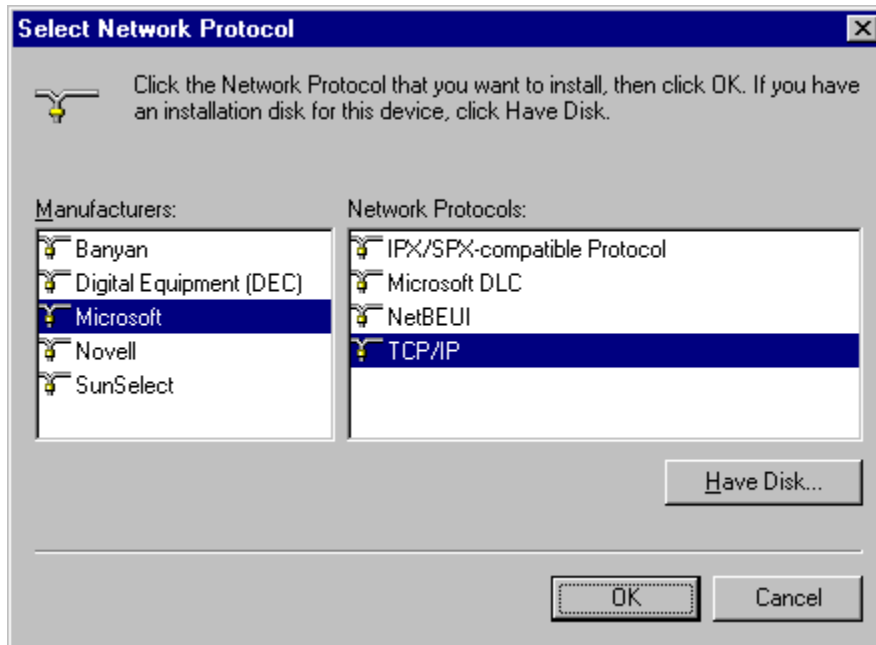 Select Network Protocol
Click the Network Protocol that you want to install, then click OK. If you have
an installation disk for this device, click Have Disk.
Manufacturers:
Banyan
Digital Equipment (DEC)
Microsoft
Novell
SunSelect
Network Protocols:
IPX/SPX-compatible Protocol
Microsoft DLC
NetBEUI
TCP/IP
Have Disk...
OK
Cancel